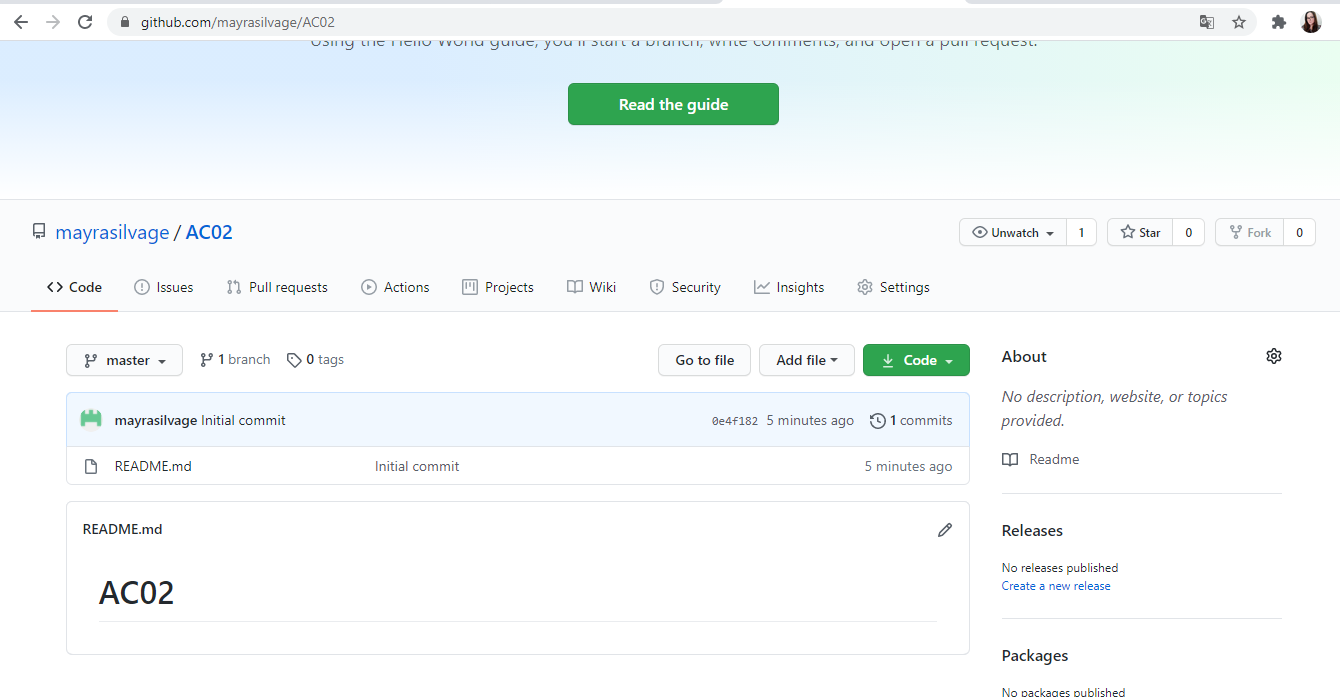 github.com/mayrasilvage/AC02
Using the Hello World guide, you'll start a branch, write comments, and open a pull request.
Read the guide
mayrasilvage / AC02
Unwatch 1 Star 0 Fork 0
Code Issues Pull requests Actions Projects Wiki Security Insights Settings
master 1 branch 0 tags Go to file Add file Code
mayrasilvage Initial commit 0e4f182 5 minutes ago 1 commits
README.md Initial commit 5 minutes ago
README.md
AC02
About
No description, website, or topics
provided.
Readme
Releases
No releases published
Create a new release
Packages
No packages published